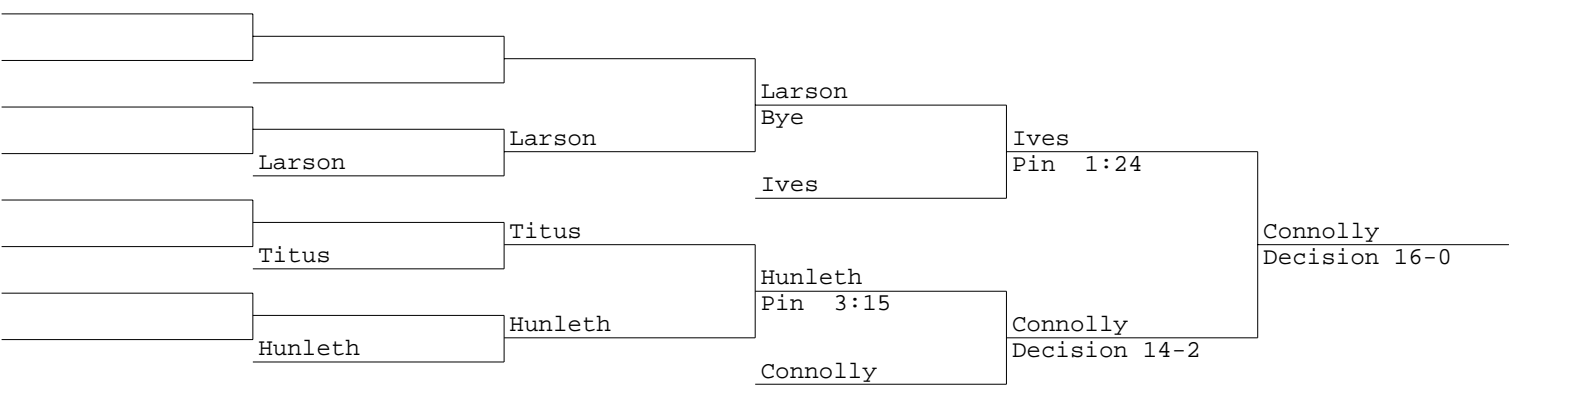 Larson
Bye
Larson
Ives
Larson
Pin  1:24
Ives
Titus
Connolly
Titus
Decision 16-0
Hunleth
Pin  3:15
Hunleth
Connolly
Hunleth
Decision 14-2
Connolly